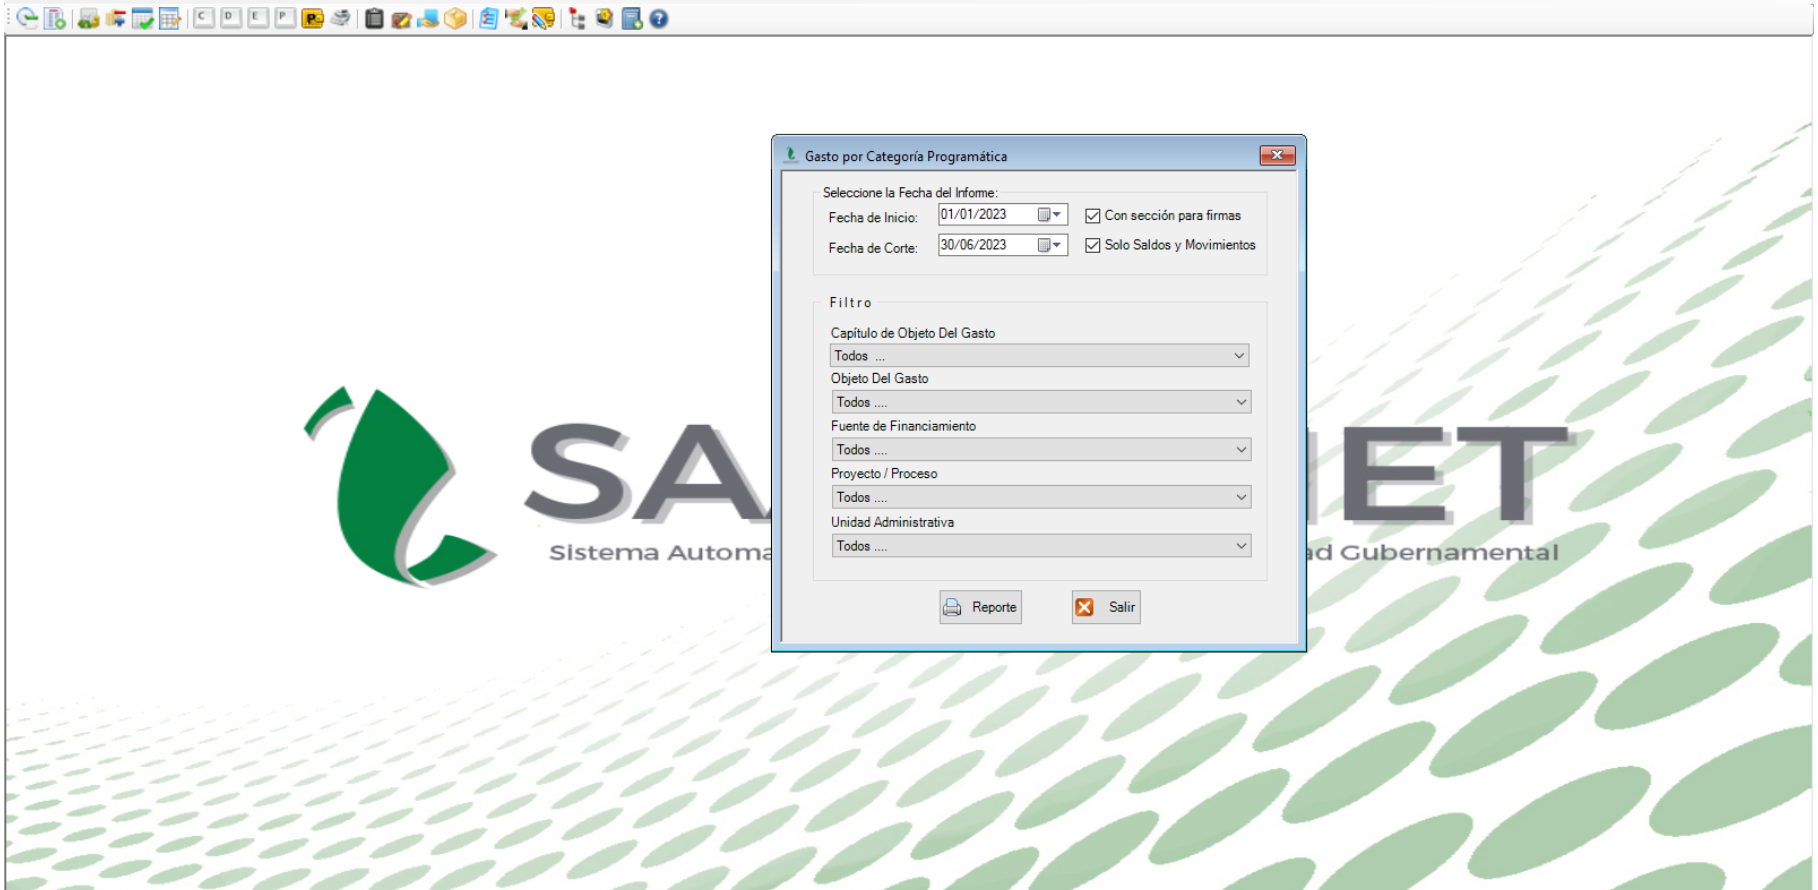 C D E P P
Gasto por Categoría Programática
Seleccione la Fecha del Informe:
Fecha de Inicio: 01/01/2023 Con sección para firmas
Fecha de Corte: 30/06/2023 Solo Saldos y Movimientos
Filtro
Capítulo de Objeto Del Gasto
Todos ...
Objeto Del Gasto
Todos ....
Fuente de Financiamiento
Todos ....
Proyecto / Proceso
Todos ....
Unidad Administrativa
Todos ....
Reporte Salir
SA ET
Sistema Automa ad Gubernamental